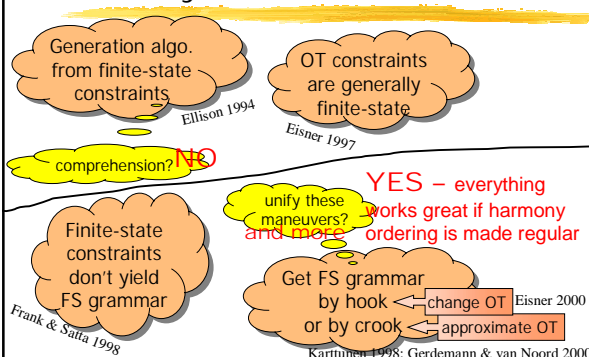 Generation algo.
from finite-state
constraints
Ellison 1994
OT constraints
are generally
finite-state
Eisner 1997
comprehension? NO
unify these
maneuvers?
and more
YES – everything
works great if harmony
ordering is made regular
Finite-state
constraints
don't yield
FS grammar
Frank & Satta 1998
Get FS grammar
by hook
change OT
Eisner 2000
or by crook
approximate OT
Karttunen 1998; Gerdemann & van Noord 2000